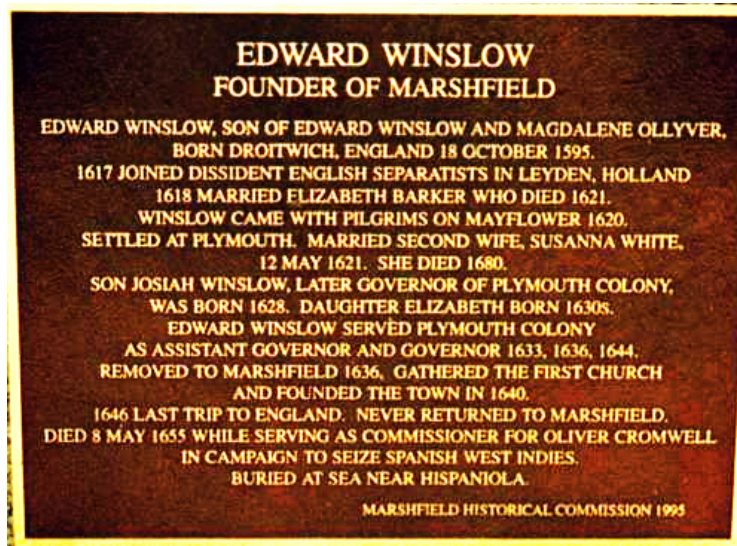 EDWARD WINSLOW
FOUNDER OF MARSHFIELD
EDWARD WINSLOW, SON OF EDWARD WINSLOW AND MAGDALENE OLLYVER,
BORN DROITWICH, ENGLAND 18 OCTOBER 1595.
1617 JOINED DISSIDENT ENGLISH SEPARATISTS IN LEYDEN, HOLLAND
1618 MARRIED ELIZABETH BARKER WHO DIED 1621.
WINSLOW CAME WITH PILGRIMS ON MAYFLOWER 1620.
SETTLED AT PLYMOUTH. MARRIED SECOND WIFE, SUSANNA WHITE,
12 MAY 1621. SHE DIED 1680.
SON JOSIAH WINSLOW, LATER GOVERNOR OF PLYMOUTH COLONY,
WAS BORN 1628. DAUGHTER ELIZABETH BORN 1630s.
EDWARD WINSLOW SERVED PLYMOUTH COLONY
AS ASSISTANT GOVERNOR AND GOVERNOR 1633, 1636, 1644.
REMOVED TO MARSHFIELD 1636. GATHERED THE FIRST CHURCH
AND FOUNDED THE TOWN IN 1640.
1646 LAST TRIP TO ENGLAND. NEVER RETURNED TO MARSHFIELD.
DIED 8 MAY 1655 WHILE SERVING AS COMMISSIONER FOR OLIVER CROMWELL
IN CAMPAIGN TO SEIZE SPANISH WEST INDIES.
BURIED AT SEA NEAR HISPANIOLA.
MARSHFIELD HISTORICAL COMMISSION 1995